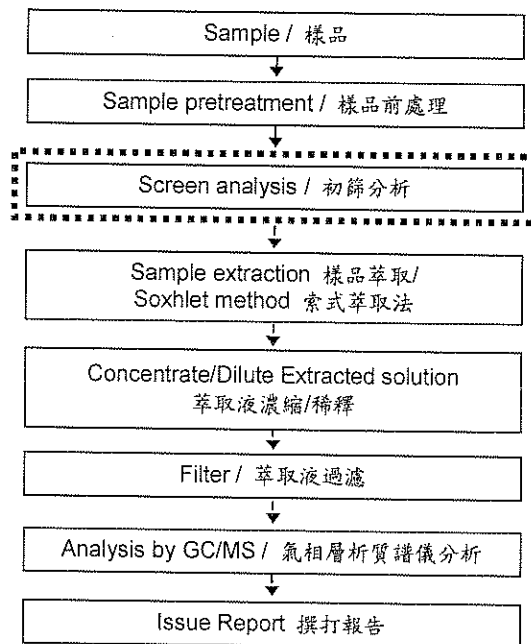 Sample / 樣品
Sample pretreatment / 樣品前處理
Screen analysis / 初篩分析
Sample extraction 樣品萃取/
Soxhlet method 索式萃取法
Concentrate/Dilute Extracted solution
萃取液濃縮/稀釋
Filter / 萃取液過濾
Analysis by GC/MS / 氣相層析質譜儀分析
Issue Report 撰打報告